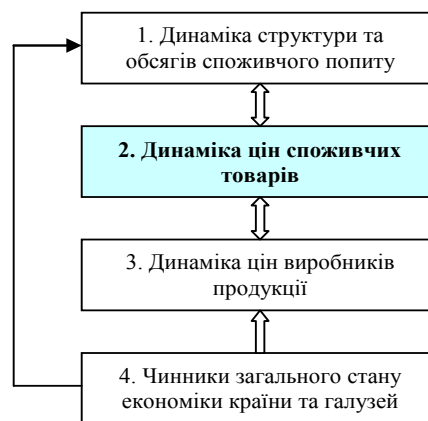 1. Динаміка структури та
обсягів споживчого попиту
2. Динаміка цін споживчих
товарів
3. Динаміка цін виробників
продукції
4. Чинники загального стану
економіки країни та галузей